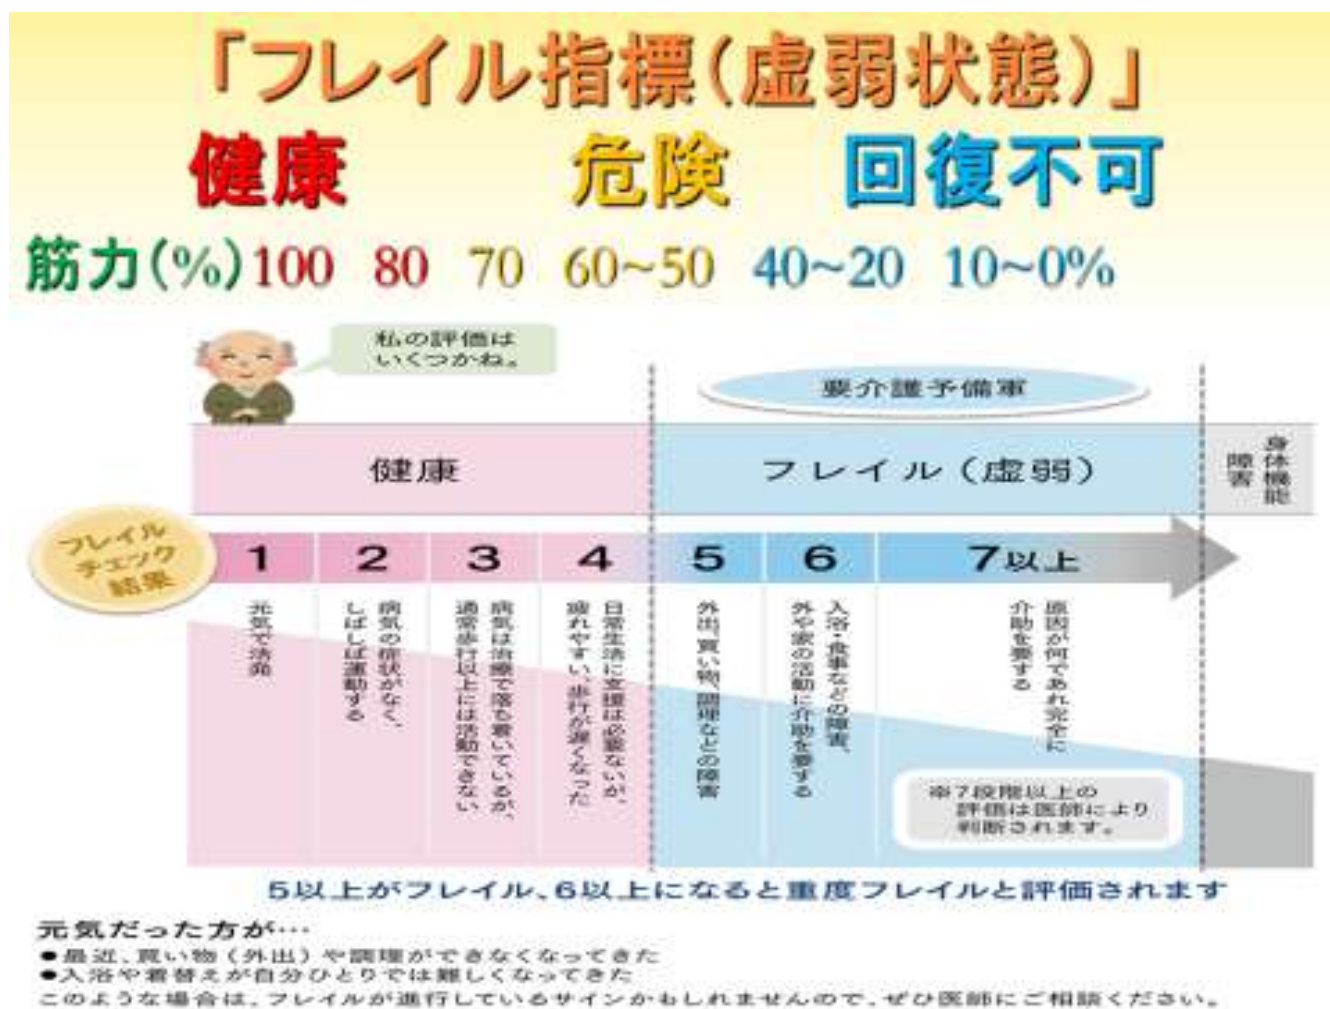 「フレイル指標(虚弱状態)」
健康 危険 回復不可
筋力(%)100 80 70 60~50 40~20 10~0%
私の評価は
いくつかね。
要介護予備軍
健康
フレイル(虚弱)
身体機能
障害
フレイル
チェック
結果
1 2 3 4 5 6 7以上
元気で活発
病気の症状がなく、
しばしば運動する
病気は治療で落ち着いているが、
通常歩行以上には活動できない
日常生活に支援は必要ないが、
疲れやすい、歩行が遅くなった
外出、買い物、調理などの障害
入浴・食事などの障害、
外や家の活動に介助を要する
原因が何であれ完全に
介助を要する
※7段階以上の
評価は医師により
判断されます。
5以上がフレイル、6以上になると重度フレイルと評価されます
元気だった方が…
●最近、買い物(外出)や調理ができなくなってきた
●入浴や着替えが自分ひとりでは難しくなってきた
このような場合は、フレイルが進行しているサインかもしれませんので、ぜひ医師にご相談ください。